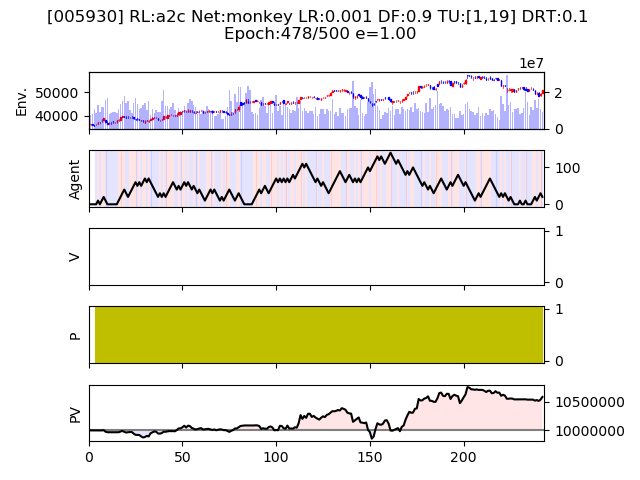 [005930] RL:a2c Net:monkey LR:0.001 DF:0.9 TU:[1,19] DRT:0.1
Epoch:478/500 e=1.00
1e7
Env.
50000
40000
2
0
Agent
100
0
V
1
0
P
1
0
PV
10500000
10000000
0 50 100 150 200